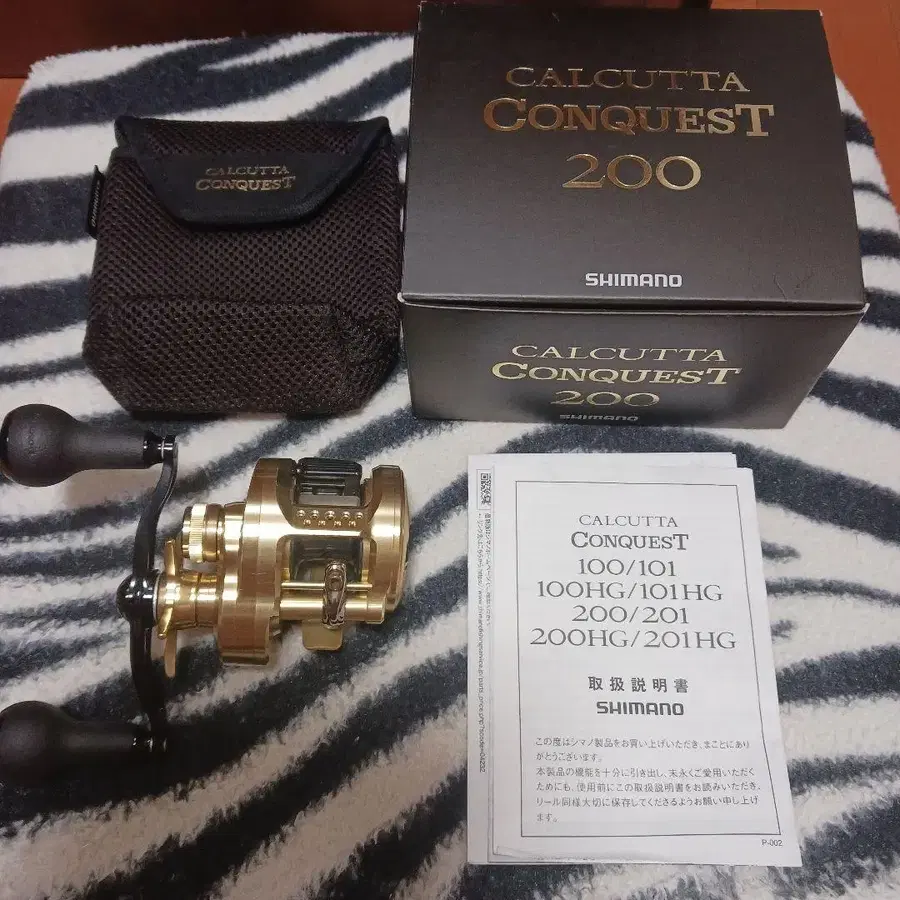 CALCUTTA
CONQUEST
200
SHIMANO
CALCUTTA
CONQUEST
CALCUTTA
CONQUEST
200
SHIMANO
CALCUTTA
CONQUEST
100/101
100HG/101HG
200/201
200HG/201HG
取扱説明書
SHIMANO
この度はシマノ製品をお買い上げいただき、まことにあり
がとうございます。
本製品の機能を十分に引き出し、末永くご愛用いただく
ためにも、使用前にこの取扱説明書をお読みいただき、
リール同様大切に保存してくださるようお願い申し上げ
ます。
P-002